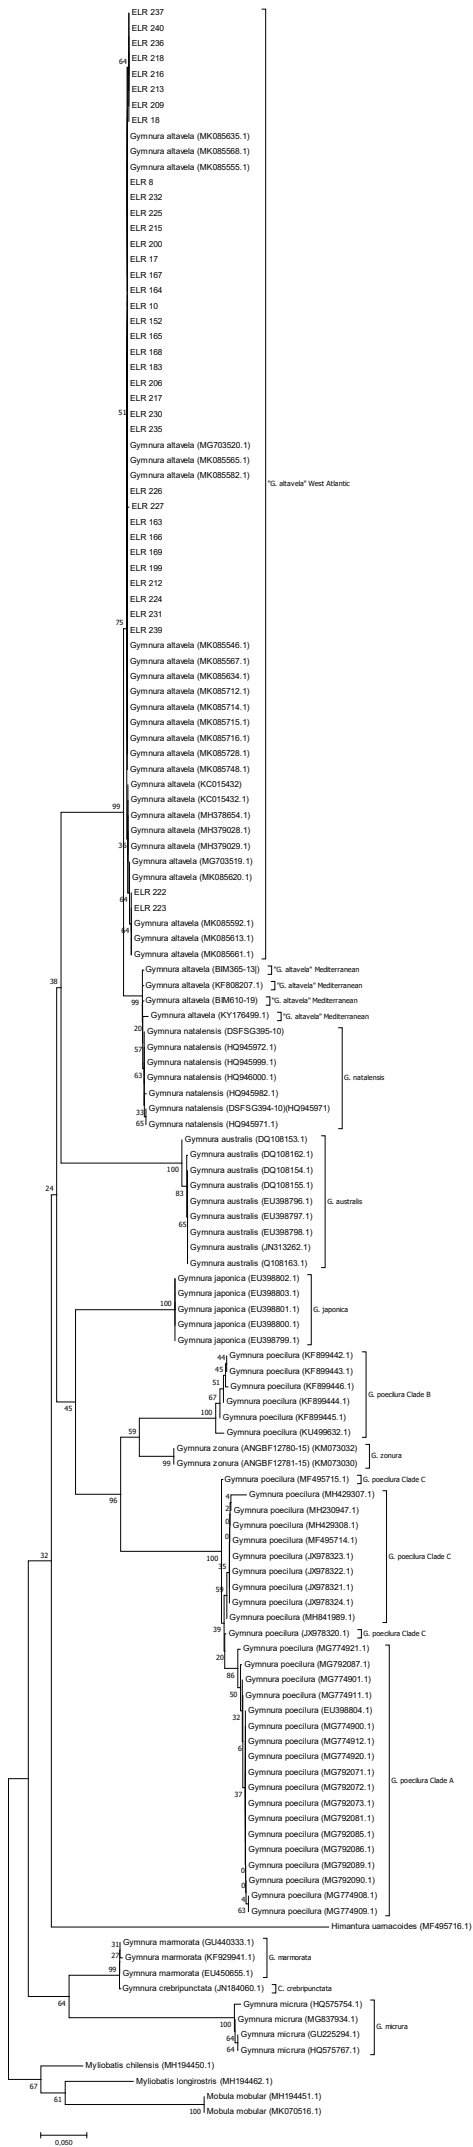 ELR 237
ELR 240
ELR 236
ELR 218
64
ELR 216
ELR 213
ELR 209
ELR 18
Gymnura altavela (MK085635.1)
Gymnura altavela (MK085568.1)
Gymnura altavela (MK085555.1)
ELR 8
ELR 232
ELR 225
ELR 215
ELR 200
ELR 17
ELR 167
ELR 164
ELR 10
ELR 152
ELR 165
ELR 168
ELR 183
ELR 206
ELR 217
51
ELR 230
ELR 235
Gymnura altavela (MG703520.1)
Gymnura altavela (MK085565.1)
Gymnura altavela (MK085582.1)
"G. altavela" West Atlantic
ELR 226
ELR 227
ELR 163
ELR 166
ELR 169
ELR 199
ELR 212
ELR 224
ELR 231
75
ELR 239
Gymnura altavela (MK085546.1)
Gymnura altavela (MK085567.1)
Gymnura altavela (MK085634.1)
Gymnura altavela (MK085712.1)
Gymnura altavela (MK085714.1)
Gymnura altavela (MK085715.1)
Gymnura altavela (MK085716.1)
Gymnura altavela (MK085728.1)
Gymnura altavela (MK085748.1)
Gymnura altavela (KC015432)
Gymnura altavela (KC015432.1)
99
Gymnura altavela (MH378654.1)
Gymnura altavela (MH379028.1)
Gymnura altavela (MH379029.1)
Gymnura altavela (MG703519.1)
Gymnura altavela (MK085620.1)
ELR 222
64
ELR 223
Gymnura altavela (MK085592.1)
64
Gymnura altavela (MK085613.1)
Gymnura altavela (MK085661.1)
Gymnura altavela (BIM365-13|) "G. altavela" Mediterranean
38
Gymnura altavela (KF808207.1) "G. altavela" Mediterranean
99
Gymnura altavela (BIM610-19) "G. altavela" Mediterranean
Gymnura altavela (KY176499.1) "G. altavela" Mediterranean
20
Gymnura natalensis (DSFSG395-10)
Gymnura natalensis (HQ945972.1)
57
Gymnura natalensis (HQ945999.1)
63
Gymnura natalensis (HQ946000.1)
G. natalensis
Gymnura natalensis (HQ945982.1)
33
Gymnura natalensis (DSFSG394-10)(HQ945971)
65
Gymnura natalensis (HQ945971.1)
Gymnura australis (DQ108153.1)
Gymnura australis (DQ108162.1)
100
Gymnura australis (DQ108154.1)
24
83
Gymnura australis (DQ108155.1)
Gymnura australis (EU398796.1)
G. australis
Gymnura australis (EU398797.1)
65
Gymnura australis (EU398798.1)
Gymnura australis (JN313262.1)
Gymnura australis (Q108163.1)
Gymnura japonica (EU398802.1)
Gymnura japonica (EU398803.1)
100
Gymnura japonica (EU398801.1)
G. japonica
Gymnura japonica (EU398800.1)
Gymnura japonica (EU398799.1)
44
Gymnura poecilura (KF899442.1)
45
Gymnura poecilura (KF899443.1)
51
Gymnura poecilura (KF899446.1)
G. poecilura Clade B
67
Gymnura poecilura (KF899444.1)
45
100
Gymnura poecilura (KF899445.1)
Gymnura poecilura (KU499632.1)
59
Gymnura zonura (ANGBF12780-15) (KM073032)
G. zonura
99
Gymnura zonura (ANGBF12781-15) (KM073030)
Gymnura poecilura (MF495715.1) G. poecilura Clade C
96
4
Gymnura poecilura (MH429307.1)
2
Gymnura poecilura (MH230947.1)
0
Gymnura poecilura (MH429308.1)
0
Gymnura poecilura (MF495714.1)
32
100
Gymnura poecilura (JX978323.1)
G. poecilura Clade C
35
Gymnura poecilura (JX978322.1)
59
Gymnura poecilura (JX978321.1)
Gymnura poecilura (JX978324.1)
Gymnura poecilura (MH841989.1)
39
Gymnura poecilura (JX978320.1) G. poecilura Clade C
Gymnura poecilura (MG774921.1)
20
Gymnura poecilura (MG792087.1)
86
Gymnura poecilura (MG774901.1)
50
Gymnura poecilura (MG774911.1)
32
Gymnura poecilura (EU398804.1)
Gymnura poecilura (MG774900.1)
Gymnura poecilura (MG774912.1)
6
Gymnura poecilura (MG774920.1)
Gymnura poecilura (MG792071.1)
G. poecilura Clade A
Gymnura poecilura (MG792072.1)
37
Gymnura poecilura (MG792073.1)
Gymnura poecilura (MG792081.1)
Gymnura poecilura (MG792085.1)
Gymnura poecilura (MG792086.1)
0
Gymnura poecilura (MG792089.1)
0
Gymnura poecilura (MG792090.1)
4
Gymnura poecilura (MG774908.1)
63
Gymnura poecilura (MG774909.1)
Himantura uarnacoides (MF495716.1)
31
Gymnura marmorata (GU440333.1)
27
Gymnura marmorata (KF929941.1)
G. marmorata
99
Gymnura marmorata (EU450655.1)
Gymnura crebripunctata (JN184060.1) C. crebripunctata
64
Gymnura micrura (HQ575754.1)
100
Gymnura micrura (MG837934.1)
G. micrura
64
Gymnura micrura (GU225294.1)
64
Gymnura micrura (HQ575767.1)
Myliobatis chilensis (MH194450.1)
67
Myliobatis longirostris (MH194462.1)
61
Mobula mobular (MH194451.1)
100
Mobula mobular (MK070516.1)
0,050